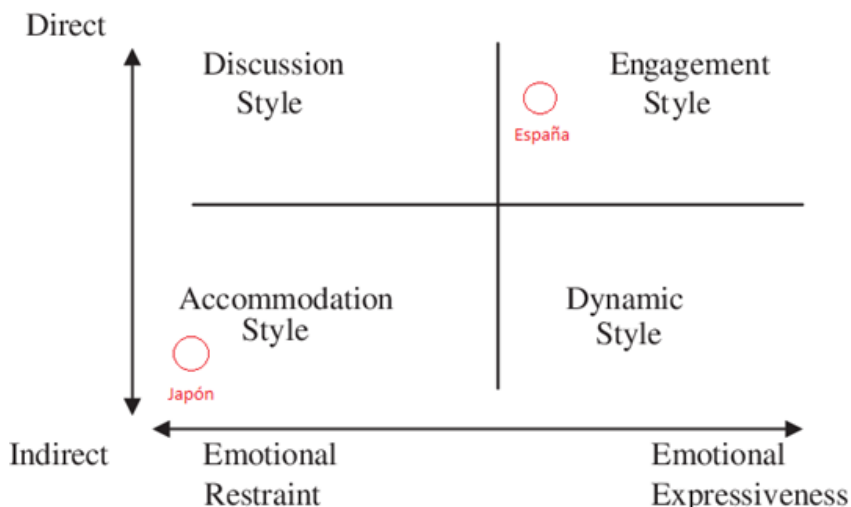 Direct
Discussion
Style
Engagement
Style
España
Accommodation
Style
Dynamic
Style
Japón
Indirect
Emotional
Restraint
Emotional
Expressiveness